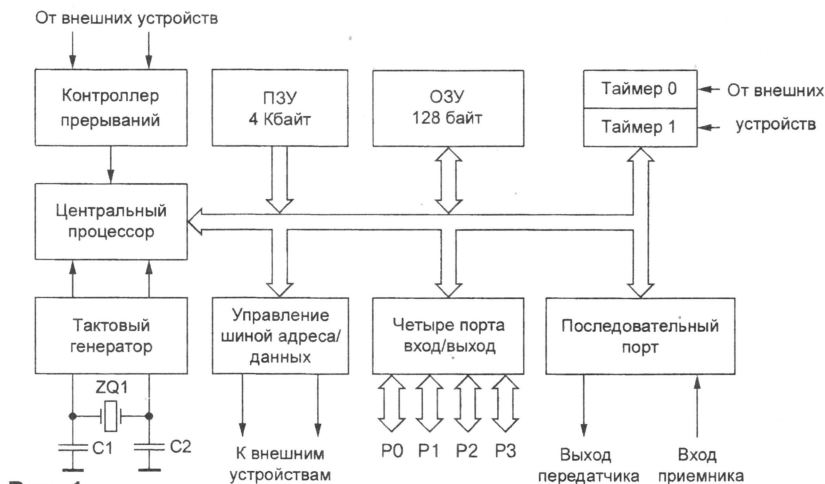 От внешних устройств
Контроллер
прерываний
ПЗУ
4 Кбайт
ОЗУ
128 байт
Таймер 0
Таймер 1
От внешних
устройств
Центральный
процессор
Тактовый
генератор
Управление
шиной адреса/
данных
Четыре порта
вход/выход
Последовательный
порт
ZQ1
C1
C2
К внешним
устройствам
P0 P1 P2 P3
Выход
передатчика
Вход
приемника